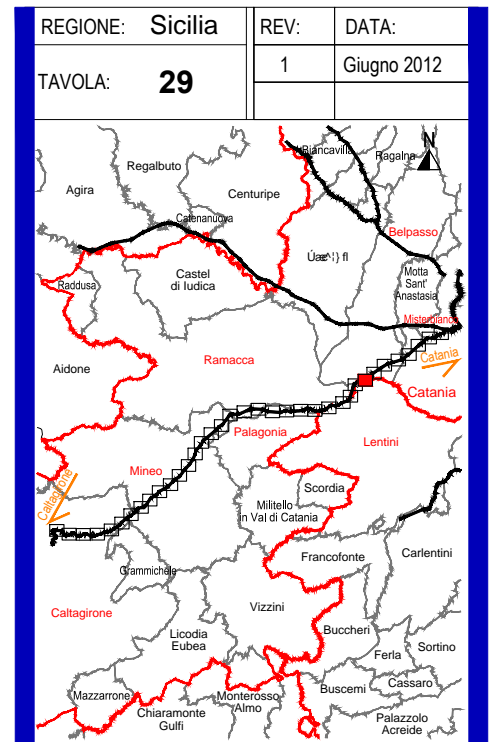 REGIONE: Sicilia
REV:
DATA:
TAVOLA: 29
1
Giugno 2012
N
Biancavilla
Ragalna
Regalbuto
Agira
Centuripe
Catenanuova
Belpasso
Motta
Sant'
Anastasia
Raddusa
Castel
di Iudica
Misterbianco
Catania
Aidone
Ramacca
Catania
Palagonia
Lentini
Mineo
Scordia
Caltagirone
Militello
in Val di Catania
Francofonte
Carlentini
Grammichele
Vizzini
Caltagirone
Licodia
Eubea
Buccheri
Ferla
Sortino
Mazzarrone
Monterosso
Almo
Buscemi
Cassaro
Chiaramonte
Gulfi
Palazzolo
Acreide